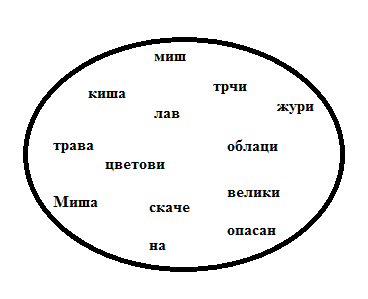 миш
киша
трчи
жури
лав
трава
облаци
цветови
велики
Миша
скаче
опасан
на